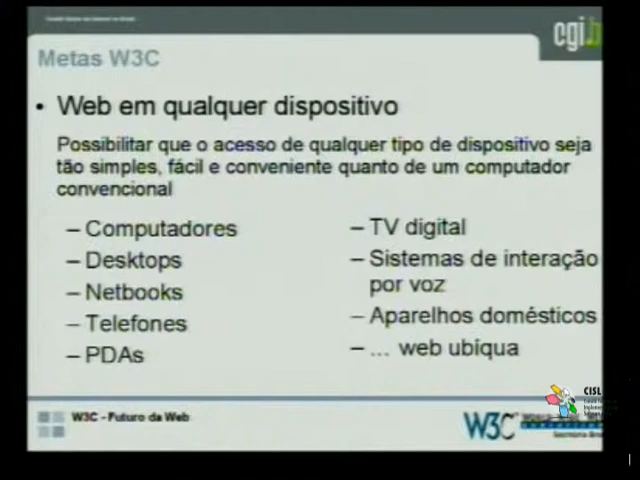 cgi.b
Metas W3C
• Web em qualquer dispositivo
Possibilitar que o acesso de qualquer tipo de dispositivo seja
tão simples, fácil e conveniente quanto de um computador
convencional
– Computadores
– Desktops
– Netbooks
– Telefones
– PDAs
– TV digital
– Sistemas de interação
por voz
– Aparelhos domésticos
– ... web ubíqua
CISL
W3C - Futuro da Web
W3C